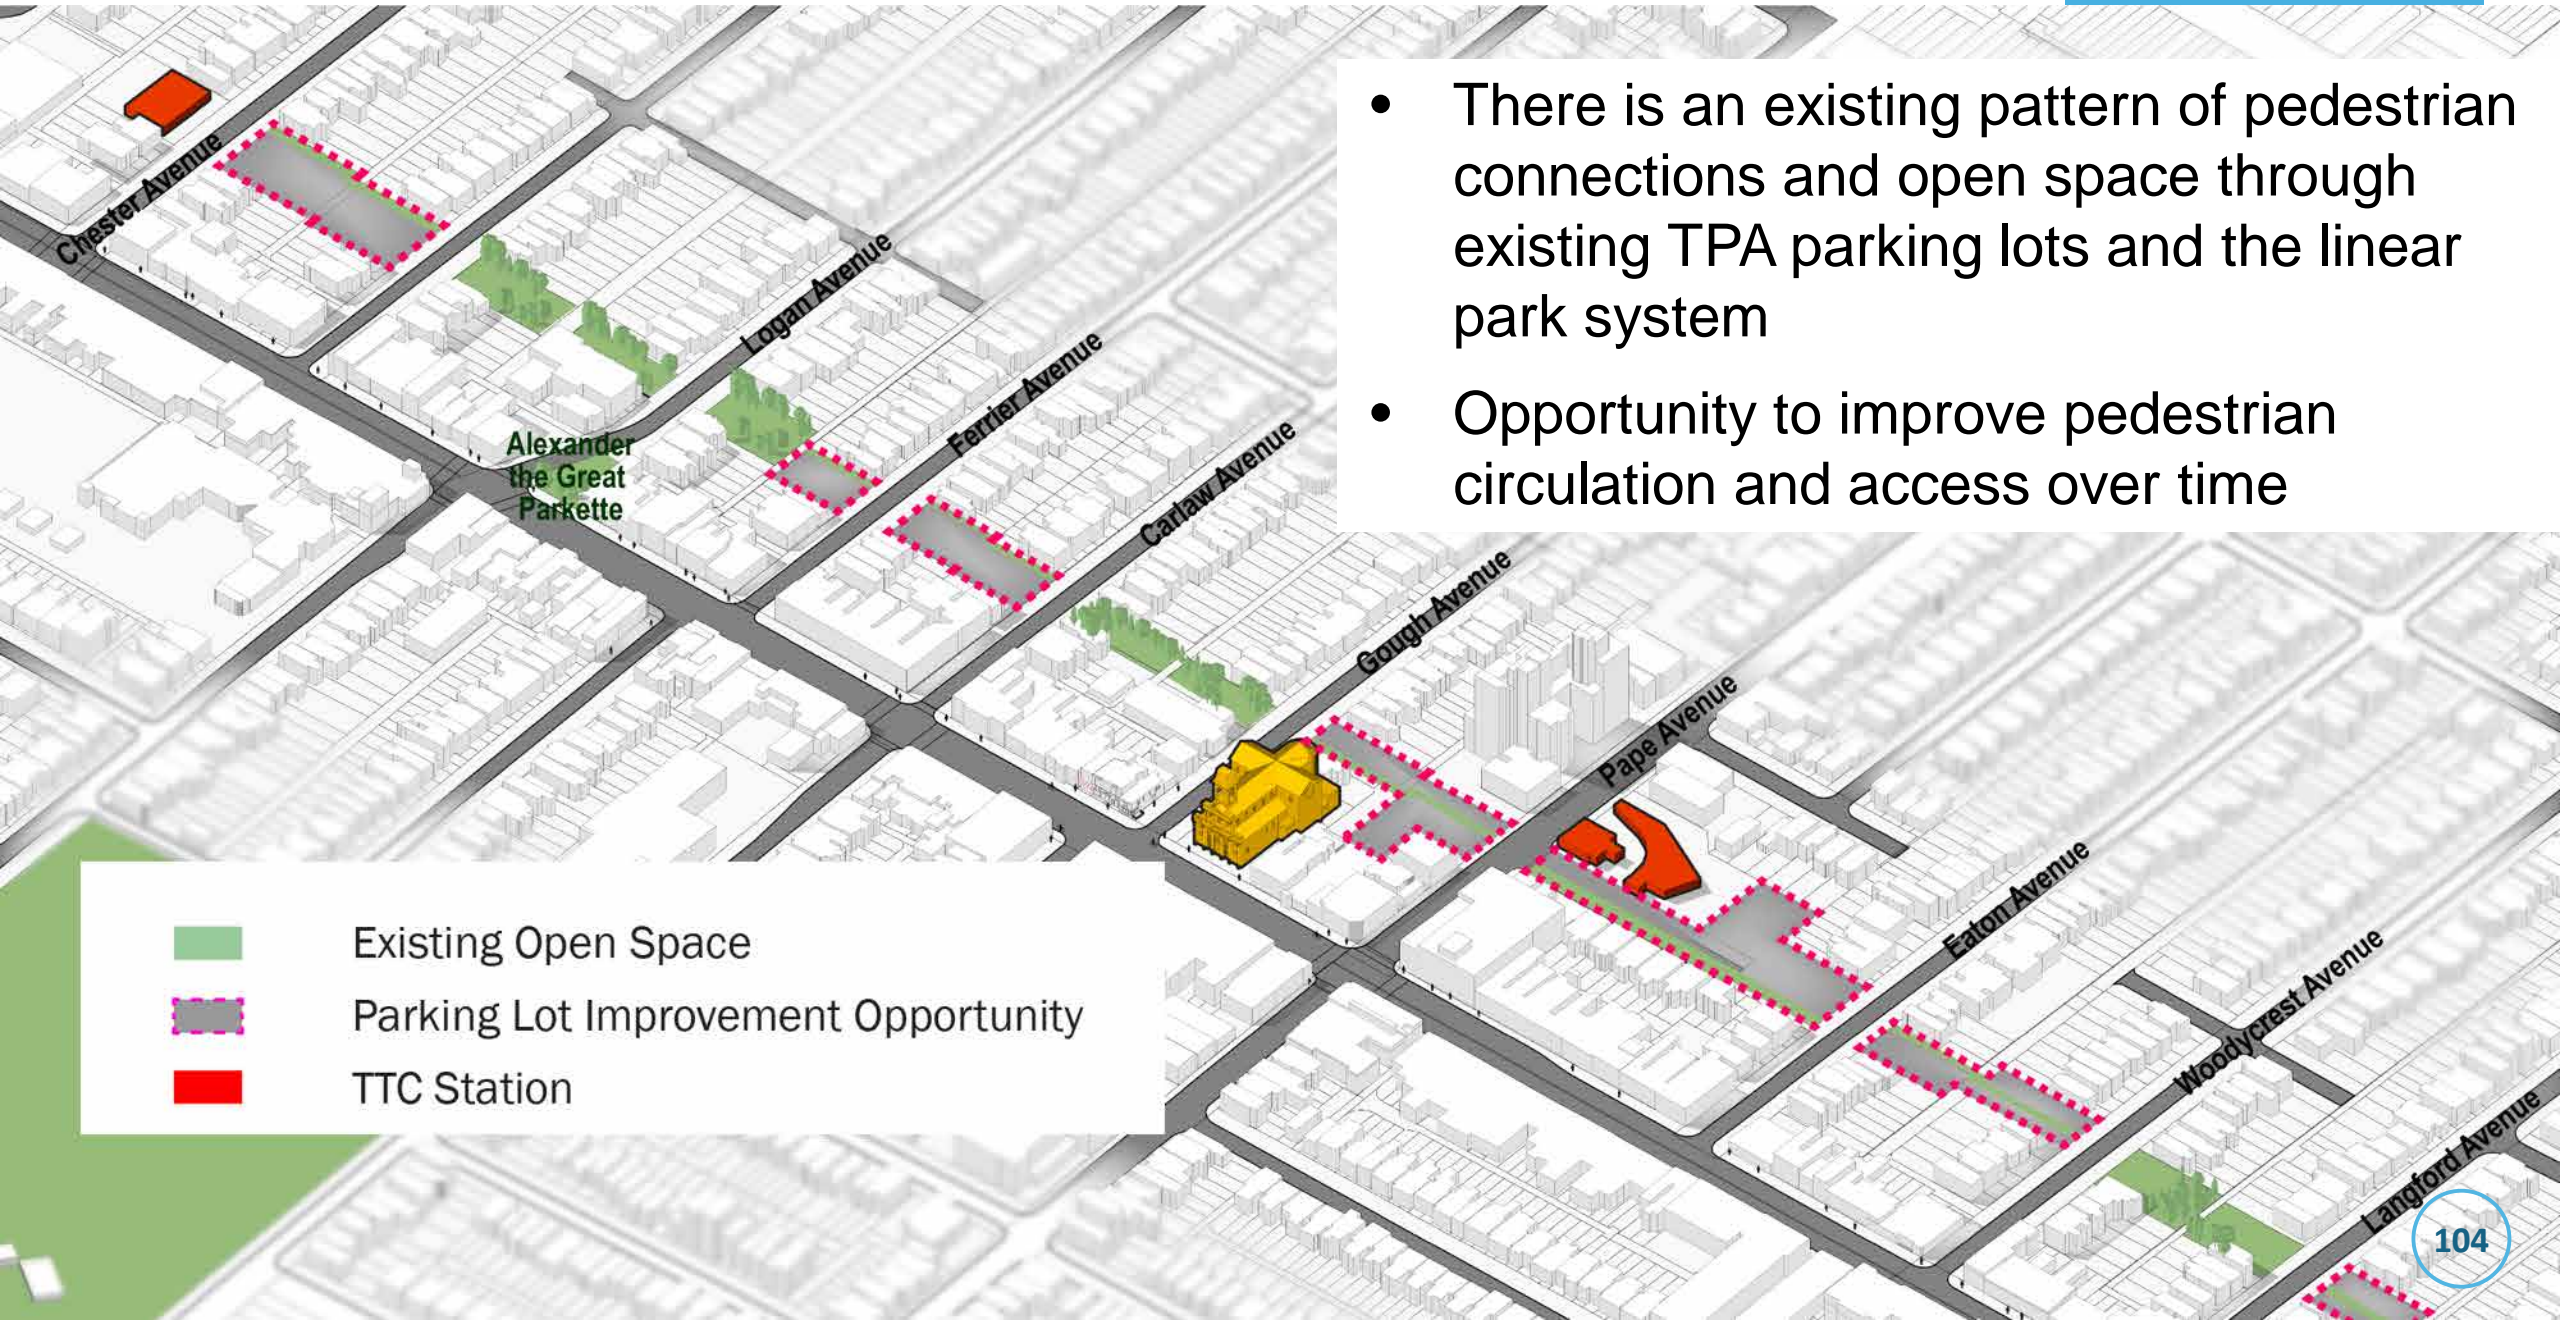 • There is an existing pattern of pedestrian
connections and open space through
existing TPA parking lots and the linear
park system
• Opportunity to improve pedestrian
circulation and access over time
Chester Avenue
Logan Avenue
Ferrier Avenue
Alexander
the Great
Parkette
Carlaw Avenue
Gough Avenue
Pape Avenue
Eaton Avenue
Woodycrest Avenue
Langford Avenue
Existing Open Space
Parking Lot Improvement Opportunity
TTC Station
104